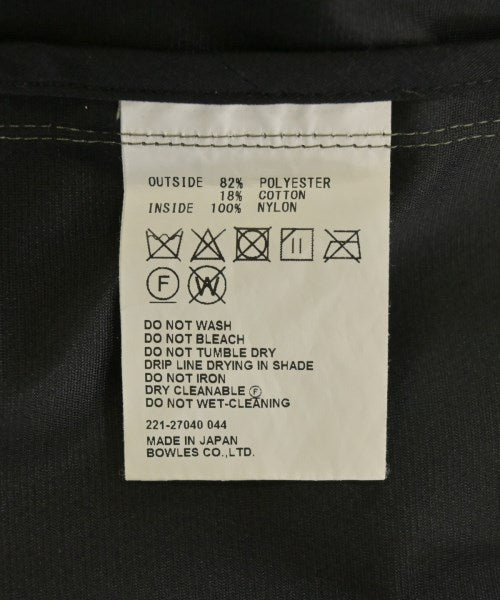 OUTSIDE 82% POLYESTER
18% COTTON
INSIDE 100% NYLON
F W
DO NOT WASH
DO NOT BLEACH
DO NOT TUMBLE DRY
DRIP LINE DRYING IN SHADE
DO NOT IRON
DRY CLEANABLE Ⓕ
DO NOT WET-CLEANING
221-27040 044
MADE IN JAPAN
BOWLES CO.,LTD.